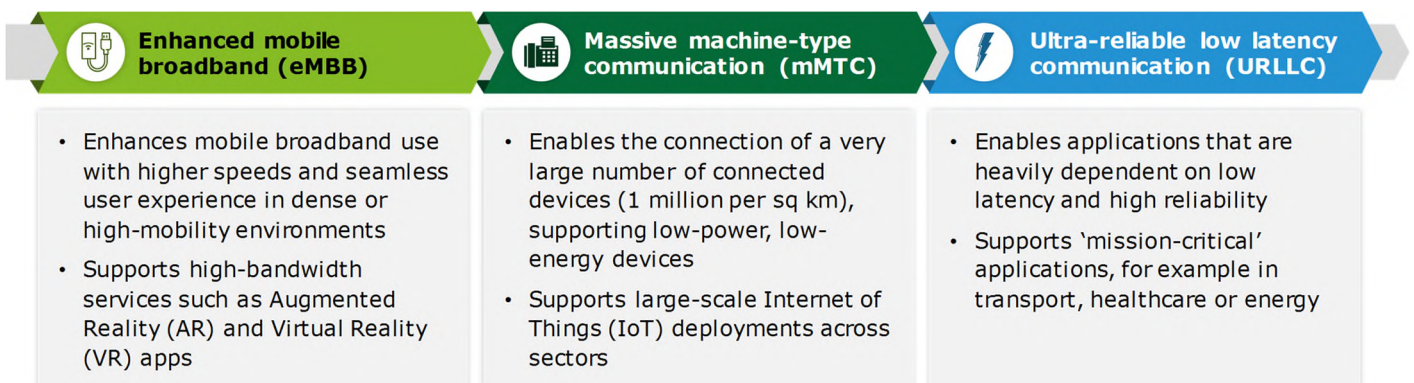 Enhanced mobile
broadband (eMBB)
• Enhances mobile broadband use
with higher speeds and seamless
user experience in dense or
high-mobility environments
• Supports high-bandwidth
services such as Augmented
Reality (AR) and Virtual Reality
(VR) apps
Massive machine-type
communication (mMTC)
• Enables the connection of a very
large number of connected
devices (1 million per sq km),
supporting low-power, low-
energy devices
• Supports large-scale Internet of
Things (IoT) deployments across
sectors
Ultra-reliable low latency
communication (URLLC)
• Enables applications that are
heavily dependent on low
latency and high reliability
• Supports ‘mission-critical’
applications, for example in
transport, healthcare or energy